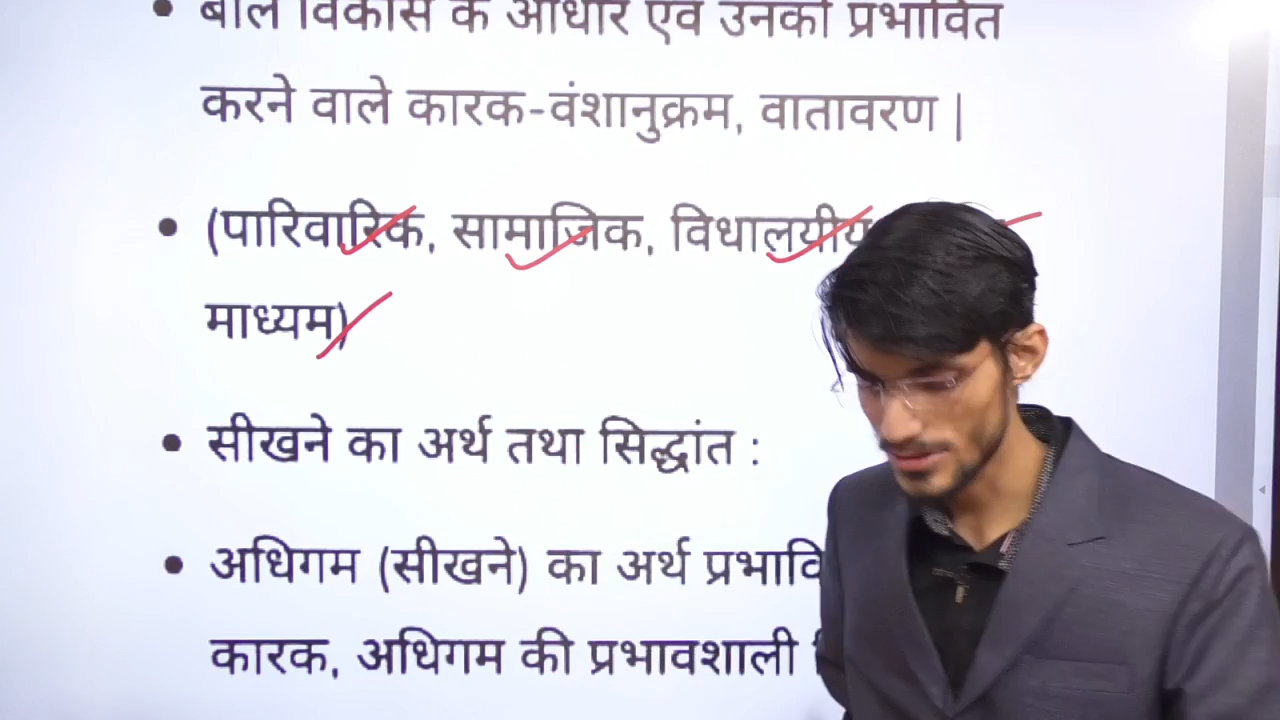 बाल विकास के आधार एवं उनको प्रभावित
करने वाले कारक-वंशानुक्रम, वातावरण |
(पारिवारिक, सामाजिक, विधालयीय
माध्यम)
सीखने का अर्थ तथा सिद्धांत :
अधिगम (सीखने) का अर्थ
कारक, अधिगम की प्रभावशाली